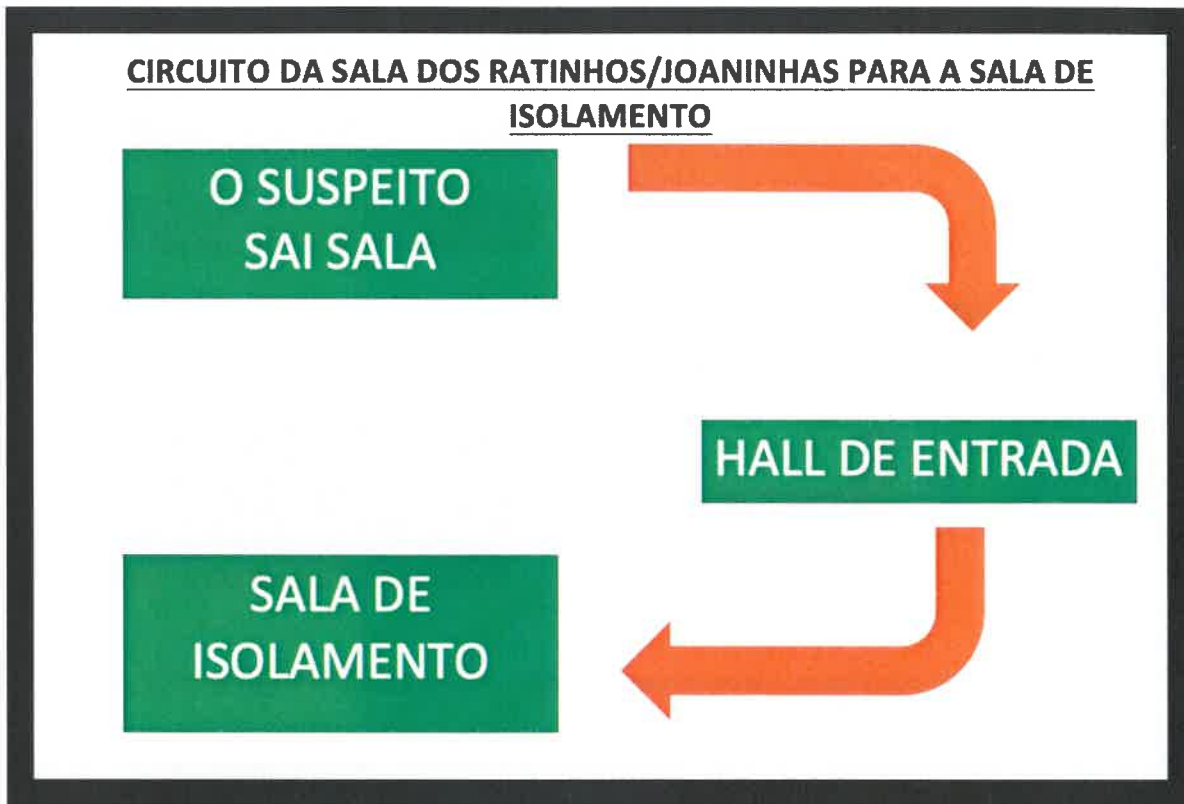 CIRCUITO DA SALA DOS RATINHOS/JOANINHAS PARA A SALA DE
ISOLAMENTO
O SUSPEITO
SAI SALA
HALL DE ENTRADA
SALA DE
ISOLAMENTO